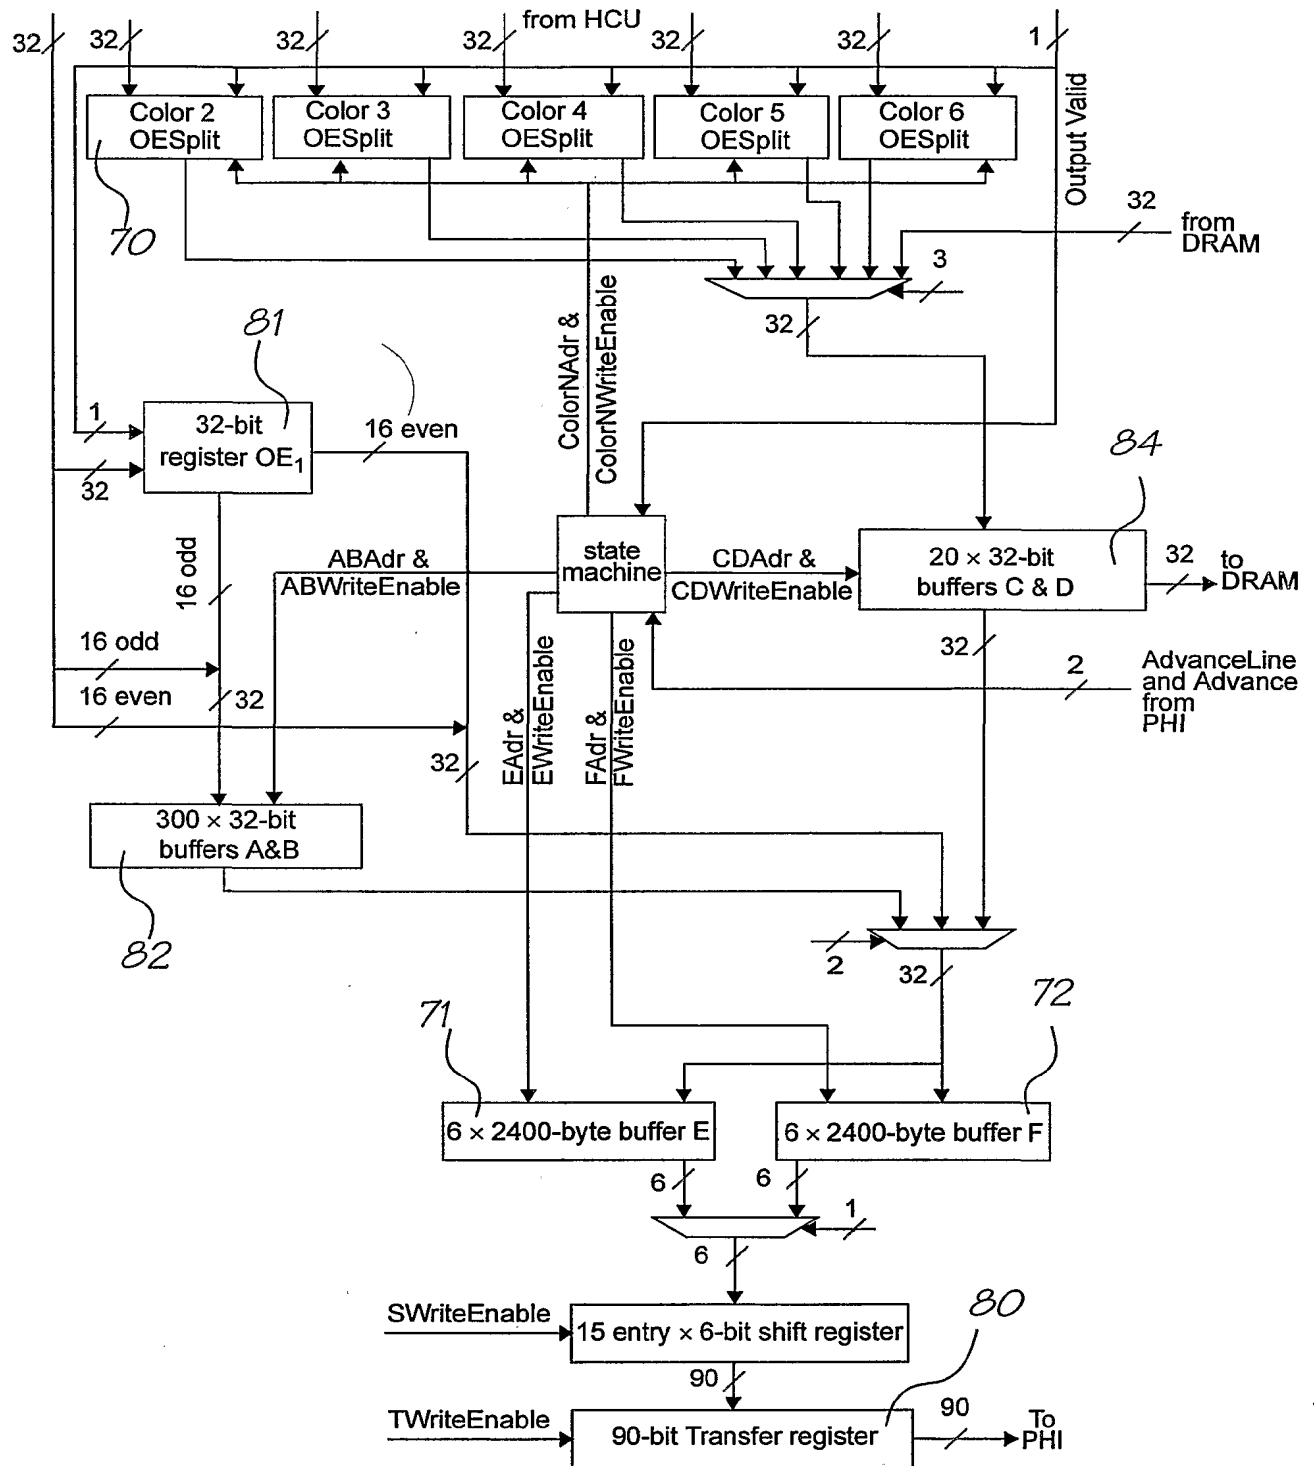 from HCU
32
32
32
32
32
32
1
Color 2
OESplit
Color 3
OESplit
Color 4
OESplit
Color 5
OESplit
Color 6
OESplit
Output Valid
70
32
from
DRAM
3
32
81
ColorNAdr &
ColorNWriteEnable
1
32-bit
register OE1
16 even
32
84
16 odd
ABAdr &
ABWriteEnable
state
machine
CDAdr &
CDWriteEnable
20 × 32-bit
buffers C & D
32
to
DRAM
16 odd
32
16 even
32
EAdr &
EWriteEnable
FAdr &
FWriteEnable
2
AdvanceLine
and Advance
from
PHI
32
300 × 32-bit
buffers A&B
82
2
32
71
72
6 × 2400-byte buffer E
6 × 2400-byte buffer F
6
6
1
6
SWriteEnable
15 entry × 6-bit shift register
80
90
TWriteEnable
90-bit Transfer register
90
To
PHI